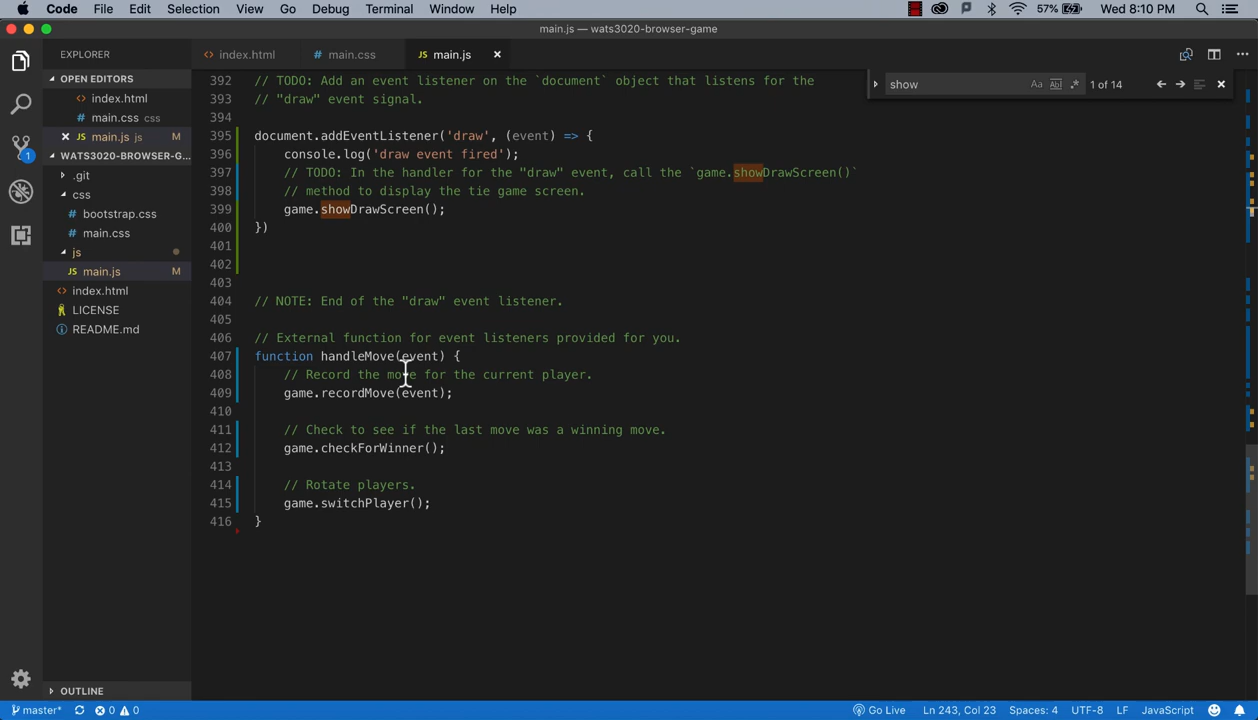 Code File Edit Selection View Go Debug Terminal Window Help 57% Wed 8:10 PM
main.js — wats3020-browser-game
EXPLORER
index.html main.css main.js
OPEN EDITORS
index.html
main.css css
main.js js M
WATS3020-BROWSER-G...
.git
css
bootstrap.css
main.css
js
main.js M
index.html
LICENSE
README.md
OUTLINE
show Aa Abl .* 1 of 14
392 // TODO: Add an event listener on the `document` object that listens for the
393 // "draw" event signal.
394
395 document.addEventListener('draw', (event) => {
396 console.log('draw event fired');
397 // TODO: In the handler for the "draw" event, call the `game.showDrawScreen()`
398 // method to display the tie game screen.
399 game.showDrawScreen();
400 })
401
402
403
404 // NOTE: End of the "draw" event listener.
405
406 // External function for event listeners provided for you.
407 function handleMove(event) {
408 // Record the move for the current player.
409 game.recordMove(event);
410
411 // Check to see if the last move was a winning move.
412 game.checkForWinner();
413
414 // Rotate players.
415 game.switchPlayer();
416 }
1
master* 0 0 Go Live Ln 243, Col 23 Spaces: 4 UTF-8 LF JavaScript